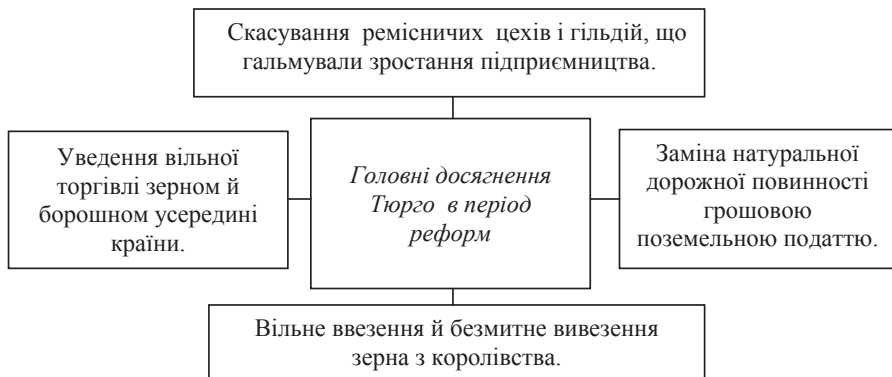 Скасування ремісничих цехів і гільдій, що
гальмували зростання підприємництва.
Уведення вільної
торгівлі зерном й
борошном усередині
країни.
Головні досягнення
Тюрго в період
реформ
Заміна натуральної
дорожної повинності
грошовою
поземельною податтю.
Вільне ввезення й безмитне вивезення
зерна з королівства.